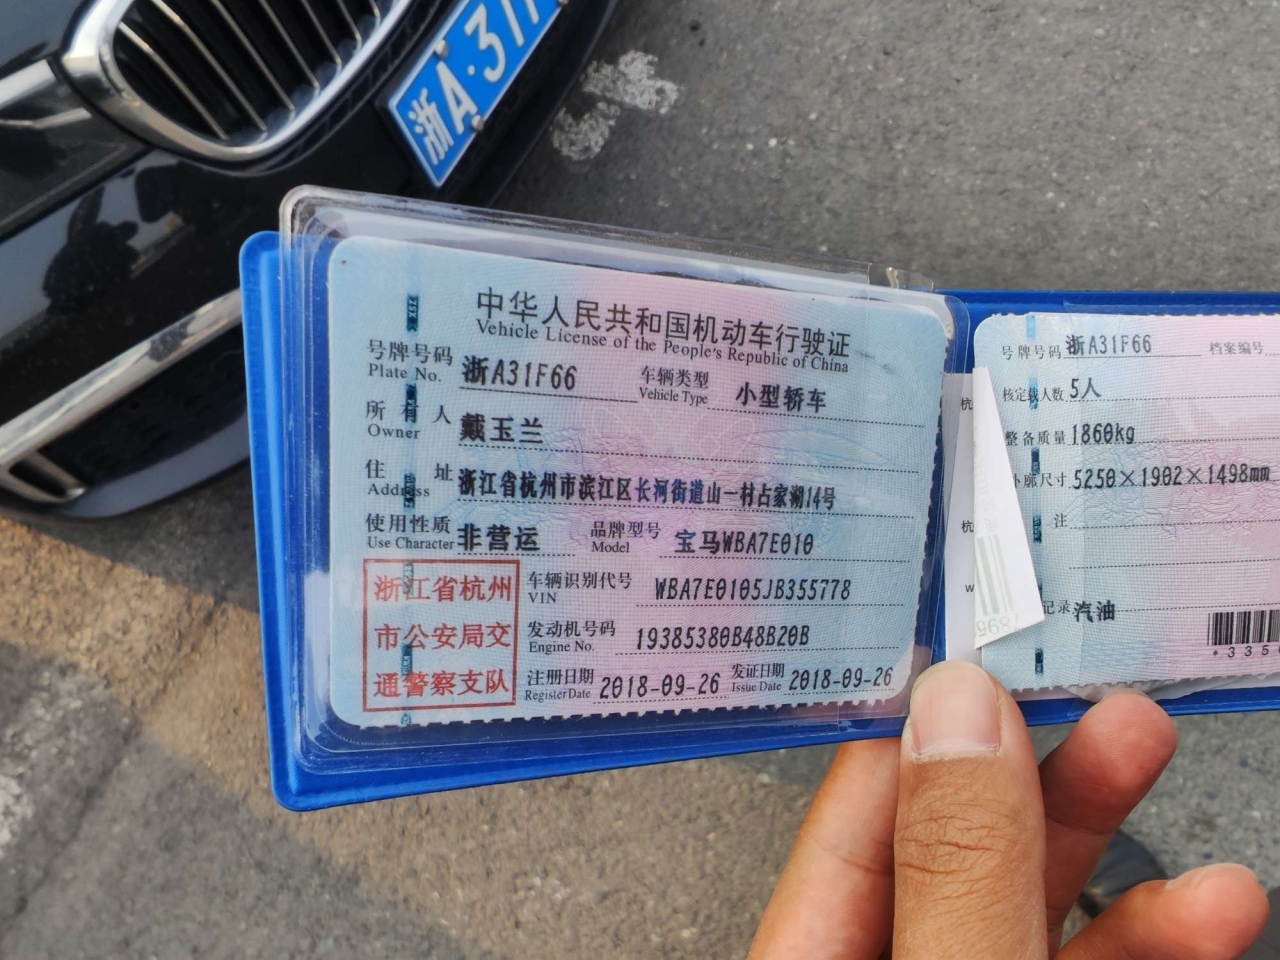 浙A·37
中华人民共和国机动车行驶证
Vehicle License of the People's Republic of China
号牌号码 浙A31F66 车辆类型 小型轿车
Plate No. Vehicle Type
所有人 戴玉兰
Owner
住址 浙江省杭州市滨江区长河街道山一村占家湖14号
Address
使用性质 非营运 品牌型号 宝马WBA7E010
Use Character Model
浙江省杭州
市公安局交
通警察支队
车辆识别代号 WBA7E0105JB355778
VIN
发动机号码 19385380B48B20B
Engine No.
注册日期 2018-09-26 发证日期 2018-09-26
Register Date Issue Date
号牌号码 浙A31F66 档案编号
核定载人数 5人
整备质量 1860kg
外廓尺寸 5250×1902×1498mm
注
记录 汽油
杭
杭
w
*335